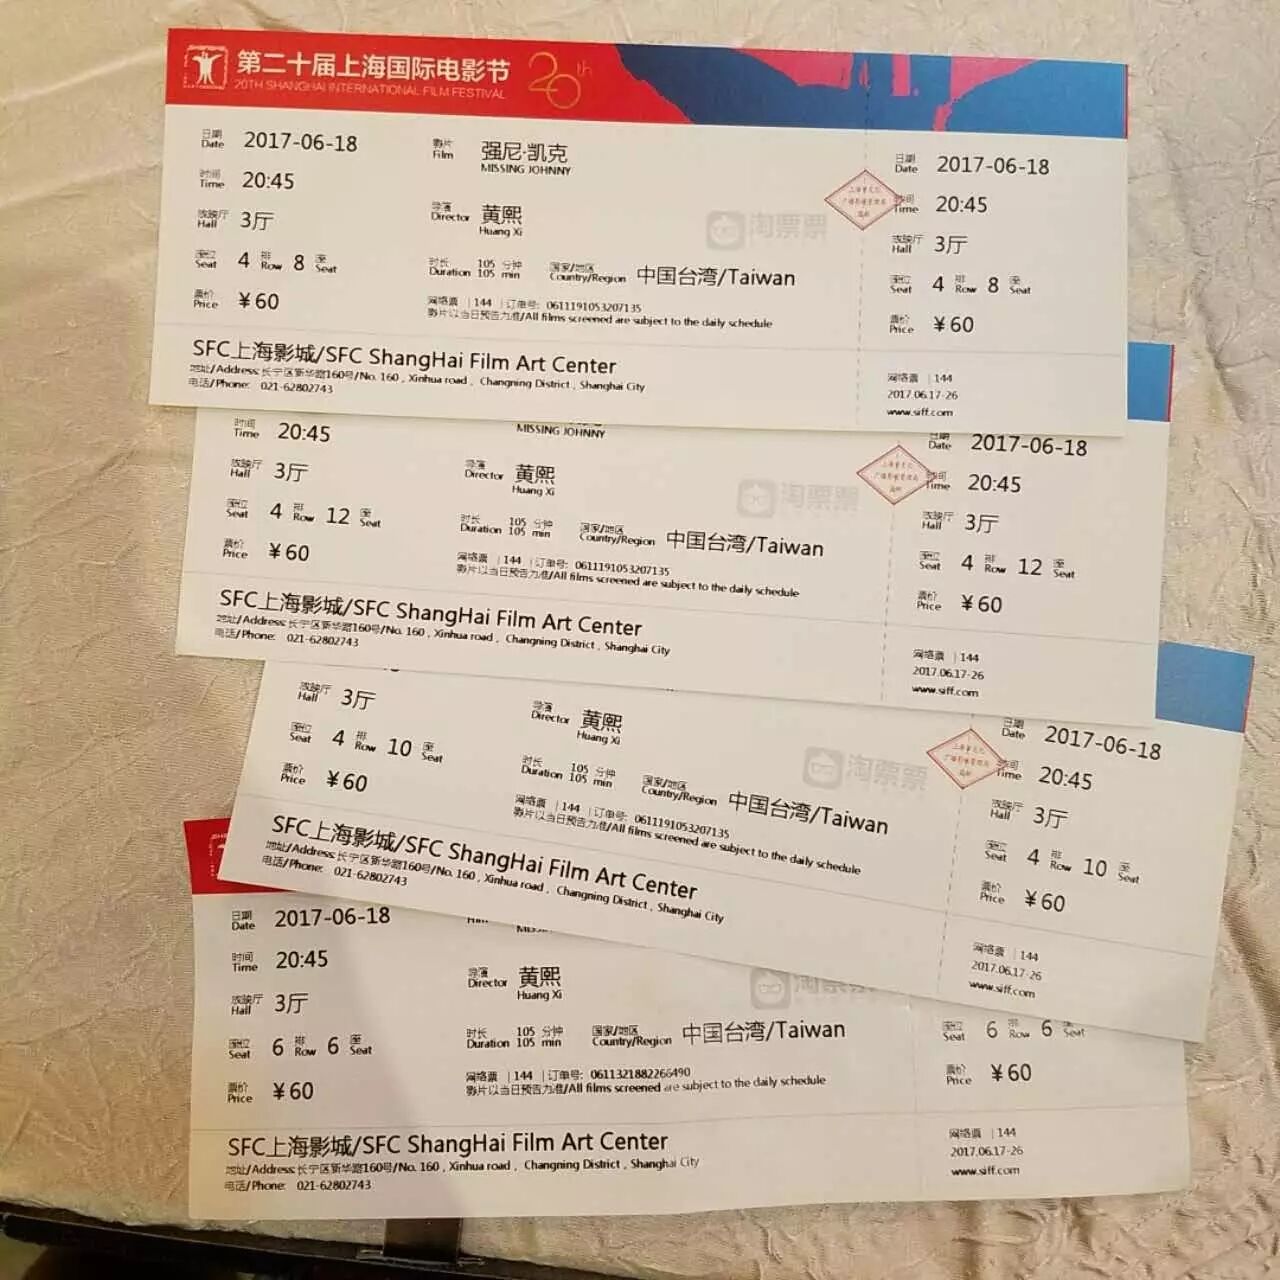 第二十届上海国际电影节
20TH SHANGHAI INTERNATIONAL FILM FESTIVAL
20th
日期 Date 2017-06-18
时间 Time 20:45
放映厅 Hall 3厅
座位 Seat 4 排 Row 8 座 Seat
票价 Price ¥60
影片 Film 强尼·凯克
MISSING JOHNNY
导演 Director 黄熙
Huang Xi
时长 Duration 105 分钟 105 min 国家/地区 Country/Region 中国台湾/Taiwan
网络票 | 144 | 订单号: 0611191053207135
影片以当日预告为准/All films screened are subject to the daily schedule
淘票票
SFC上海影城/SFC ShangHai Film Art Center
地址/Address:长宁区新华路160号/No. 160 , Xinhua road , Changning District , Shanghai City
电话/Phone: 021-62802743
日期 Date 2017-06-18
时间 Time 20:45
放映厅 Hall 3厅
座位 Seat 4 排 Row 8 座 Seat
票价 Price ¥60
网络票 | 144
2017.06.17-26
www.siff.com
时间 Time 20:45
放映厅 Hall 3厅
座位 Seat 4 排 Row 12 座 Seat
票价 Price ¥60
MISSING JOHNNY
导演 Director 黄熙
Huang Xi
时长 Duration 105 分钟 105 min 国家/地区 Country/Region 中国台湾/Taiwan
网络票 | 144 | 订单号: 0611191053207135
影片以当日预告为准/All films screened are subject to the daily schedule
淘票票
SFC上海影城/SFC ShangHai Film Art Center
地址/Address:长宁区新华路160号/No. 160 , Xinhua road , Changning District , Shanghai City
电话/Phone: 021-62802743
日期 Date 2017-06-18
时间 Time 20:45
放映厅 Hall 3厅
座位 Seat 4 排 Row 12 座 Seat
票价 Price ¥60
网络票 | 144
2017.06.17-26
www.siff.com
放映厅 Hall 3厅
座位 Seat 4 排 Row 10 座 Seat
票价 Price ¥60
导演 Director 黄熙
Huang Xi
时长 Duration 105 分钟 105 min 国家/地区 Country/Region 中国台湾/Taiwan
网络票 | 144 | 订单号: 0611191053207135
影片以当日预告为准/All films screened are subject to the daily schedule
淘票票
SFC上海影城/SFC ShangHai Film Art Center
地址/Address:长宁区新华路160号/No. 160 , Xinhua road , Changning District , Shanghai City
电话/Phone: 021-62802743
日期 Date 2017-06-18
时间 Time 20:45
放映厅 Hall 3厅
座位 Seat 4 排 Row 10 座 Seat
票价 Price ¥60
网络票 | 144
2017.06.17-26
www.siff.com
日期 Date 2017-06-18
时间 Time 20:45
放映厅 Hall 3厅
座位 Seat 6 排 Row 6 座 Seat
票价 Price ¥60
导演 Director 黄熙
Huang Xi
时长 Duration 105 分钟 105 min 国家/地区 Country/Region 中国台湾/Taiwan
网络票 | 144 | 订单号: 0611321882266490
影片以当日预告为准/All films screened are subject to the daily schedule
淘票票
SFC上海影城/SFC ShangHai Film Art Center
地址/Address:长宁区新华路160号/No. 160 , Xinhua road , Changning District , Shanghai City
电话/Phone: 021-62802743
座位 Seat 6 排 Row 6 座 Seat
票价 Price ¥60
网络票 | 144
2017.06.17-26
www.siff.com